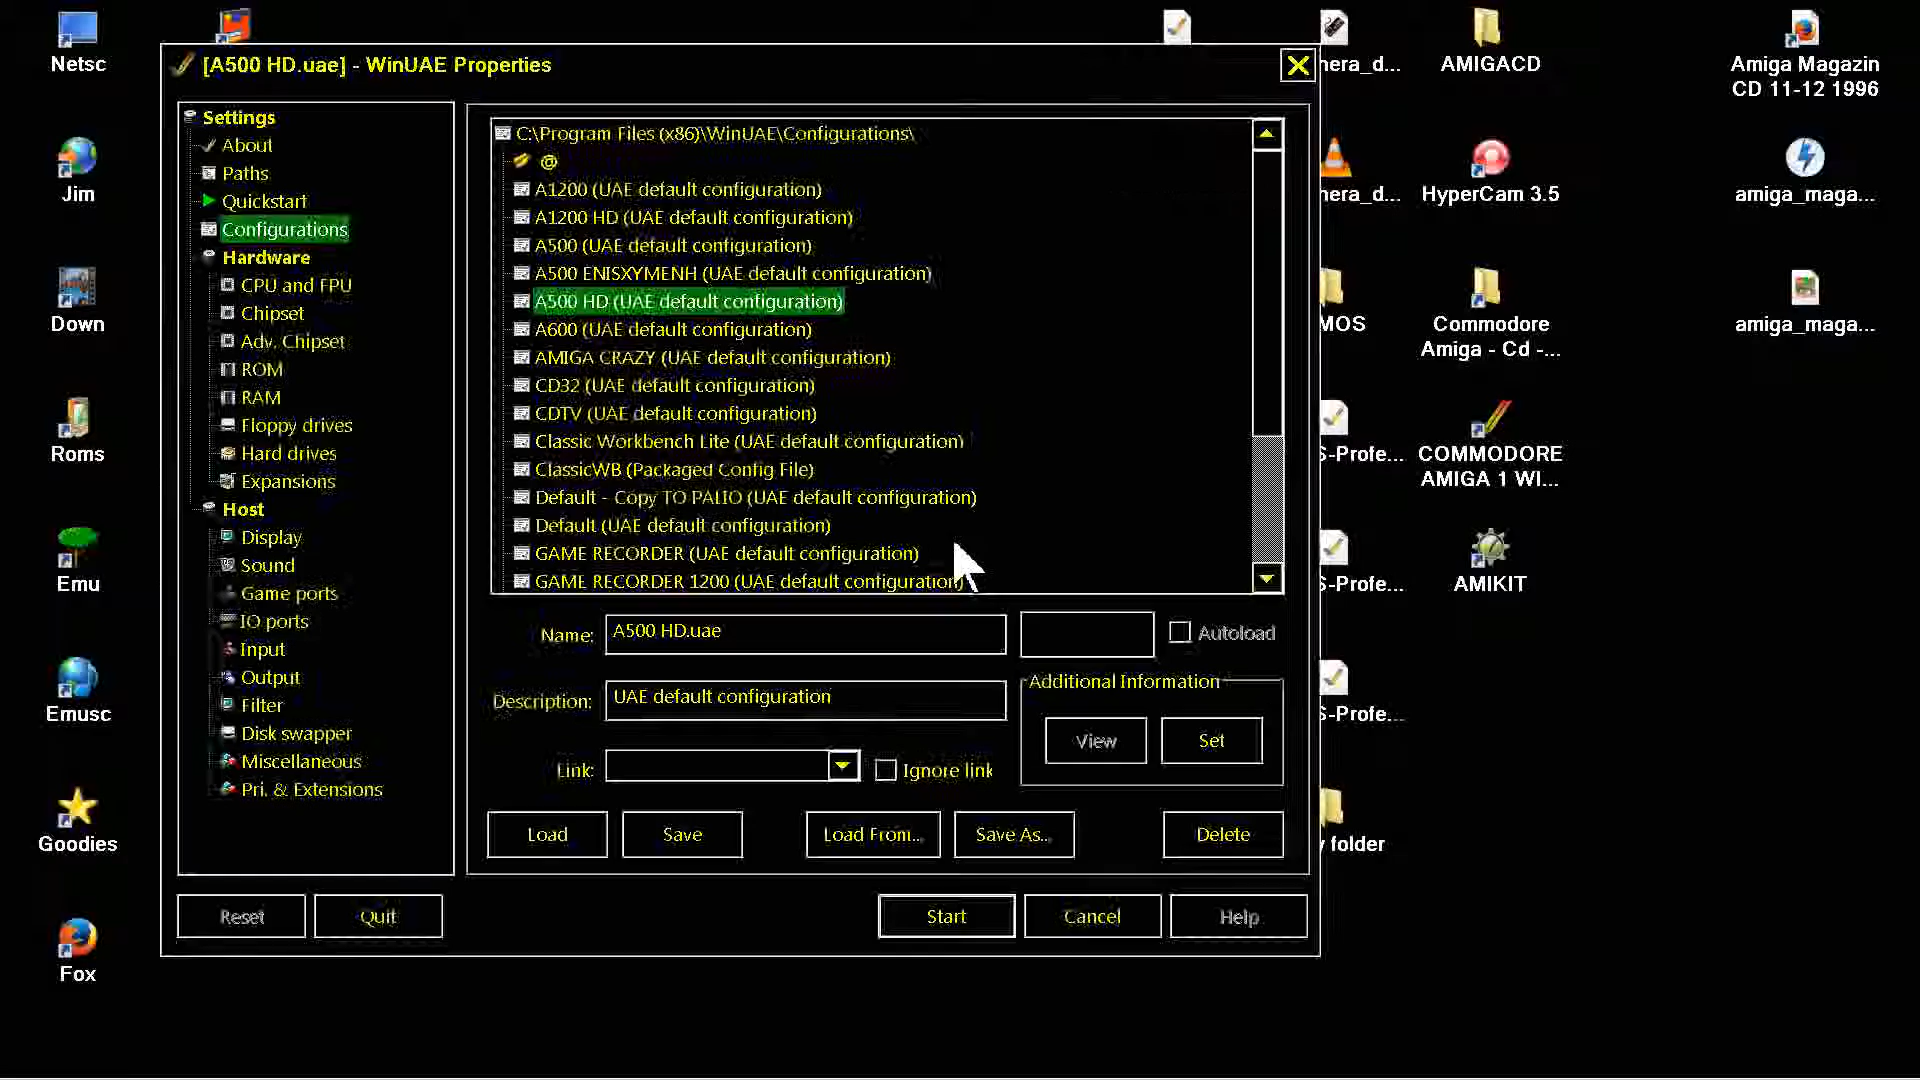 [A500 HD.uae] - WinUAE Properties
Settings
About
Paths
Quickstart
Configurations
Hardware
CPU and FPU
Chipset
Adv. Chipset
ROM
RAM
Floppy drives
Hard drives
Expansions
Host
Display
Sound
Game ports
IO ports
Input
Output
Filter
Disk swapper
Miscellaneous
Pri. & Extensions
C:\Program Files (x86)\WinUAE\Configurations\
@
A1200 (UAE default configuration)
A1200 HD (UAE default configuration)
A500 (UAE default configuration)
A500 ENISXYMENH (UAE default configuration)
A500 HD (UAE default configuration)
A600 (UAE default configuration)
AMIGA CRAZY (UAE default configuration)
CD32 (UAE default configuration)
CDTV (UAE default configuration)
Classic Workbench Lite (UAE default configuration)
ClassicWB (Packaged Config File)
Default - Copy TO PALIO (UAE default configuration)
Default (UAE default configuration)
GAME RECORDER (UAE default configuration)
GAME RECORDER 1200 (UAE default configuration)
Name: A500 HD.uae
Autoload
Description: UAE default configuration
Additional Information
View Set
Link:
Ignore link
Load Save Load From... Save As... Delete
Reset Quit Start Cancel Help
Netsc
Jim
Down
Roms
Emu
Emusc
Goodies
Fox
nera_d...
nera_d...
MOS
S-Profe...
S-Profe...
S-Profe...
folder
AMIGACD
HyperCam 3.5
Commodore
Amiga - Cd -...
COMMODORE
AMIGA 1 WI...
AMIKIT
Amiga Magazin
CD 11-12 1996
amiga_maga...
amiga_maga...